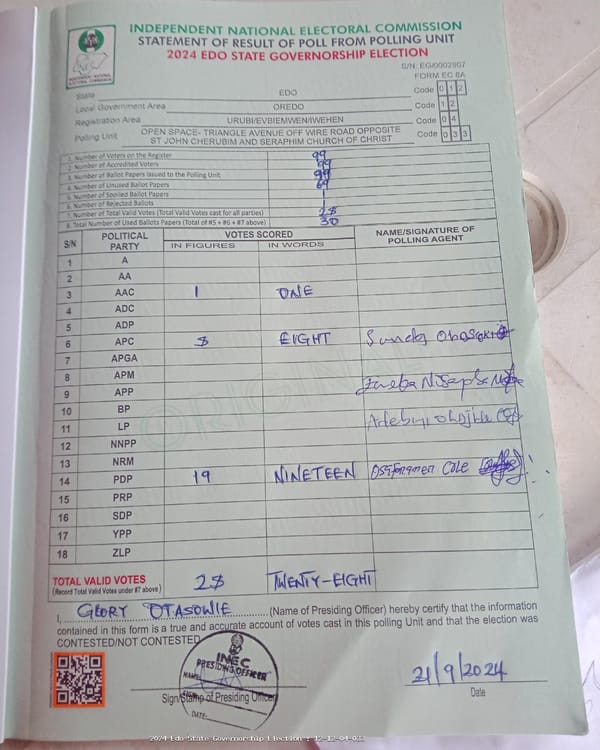 INDEPENDENT NATIONAL ELECTORAL COMMISSION
STATEMENT OF RESULT OF POLL FROM POLLING UNIT
2024 EDO STATE GOVERNORSHIP ELECTION
S/N: EG/0002907
FORM EC 8A
State EDO Code 0 1 2
Local Government Area OREDO Code 1 2
Registration Area URUBI/EVBIEMWEN/IWEHEN Code 0 4
Polling Unit OPEN SPACE- TRIANGLE AVENUE OFF WIRE ROAD OPPOSITE ST JOHN CHERUBIM AND SERAPHIM CHURCH OF CHRIST Code 0 3 3
1. Number of Voters on the Register 99
2. Number of Accredited Voters
3. Number of Ballot Papers Issued to the Polling Unit 99
4. Number of Unused Ballot Papers 69
5. Number of Spoiled Ballot Papers 1
6. Number of Rejected Ballots 1
7. Number of Total Valid Votes (Total Valid Votes cast for all parties) 28
8. Total Number of Used Ballots Papers (Total of #5 + #6 + #7 above) 30
S/N POLITICAL PARTY VOTES SCORED NAME/SIGNATURE OF POLLING AGENT
IN FIGURES IN WORDS
1 A
2 AA
3 AAC 1 ONE
4 ADC
5 ADP
6 APC 8 EIGHT Sunday
7 APGA
8 APM
9 APP
10 BP
11 LP
12 NNPP
13 NRM
14 PDP 19 NINETEEN Cole
15 PRP
16 SDP
17 YPP
18 ZLP
TOTAL VALID VOTES 28 TWENTY-EIGHT
(Record Total Valid Votes under #7 above)
I, GLORY OTASOWIE (Name of Presiding Officer) hereby certify that the information
contained in this form is a true and accurate account of votes cast in this polling Unit and that the election was
CONTESTED/NOT CONTESTED
INEC
PRESIDING OFFICER
NAME:
SIGN:
DATE:
Sign/Stamp of Presiding Officer
21/9/2024
Date
2024 Edo State Governorship Election : 12-12-04-033